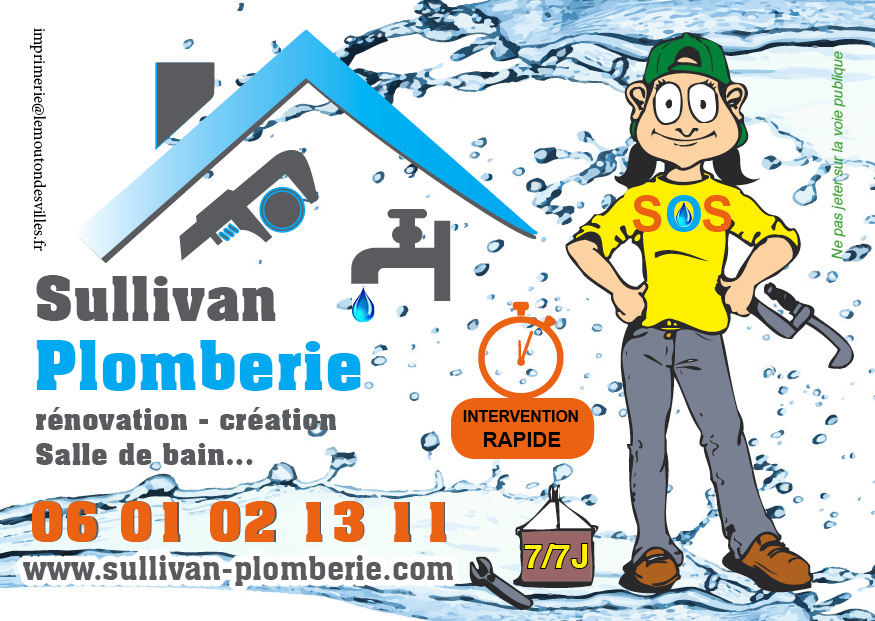 imprimerie@lemoutondesvilles.fr
Sullivan
Plomberie
rénovation - création
Salle de bain...
06 01 02 13 11
www.sullivan-plomberie.com
INTERVENTION
RAPIDE
7/7J
SOS
Ne pas jeter sur la voie publique